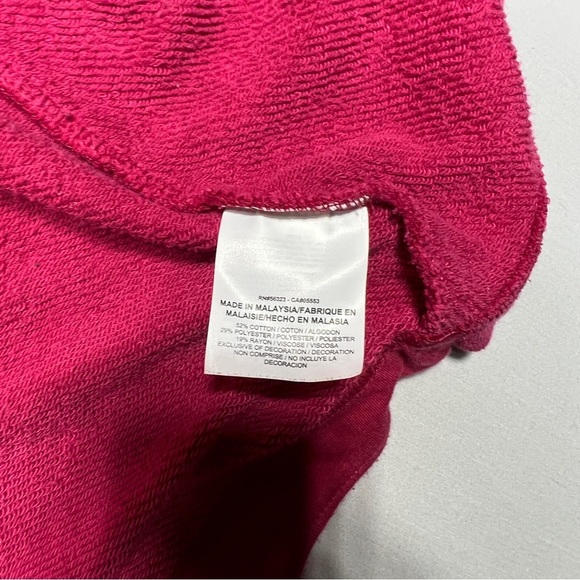 RN#56323 - CA#05553
MADE IN MALAYSIA/FABRIQUE EN
MALAISIE/HECHO EN MALASIA
52% COTTON / COTON / ALGODON
29% POLYESTER / POLYESTER / POLIESTER
19% RAYON / VISCOSE / VISCOSA
EXCLUSIVE OF DECORATION / DECORATION
NON COMPRISE / NO INCLUYE LA
DECORACION